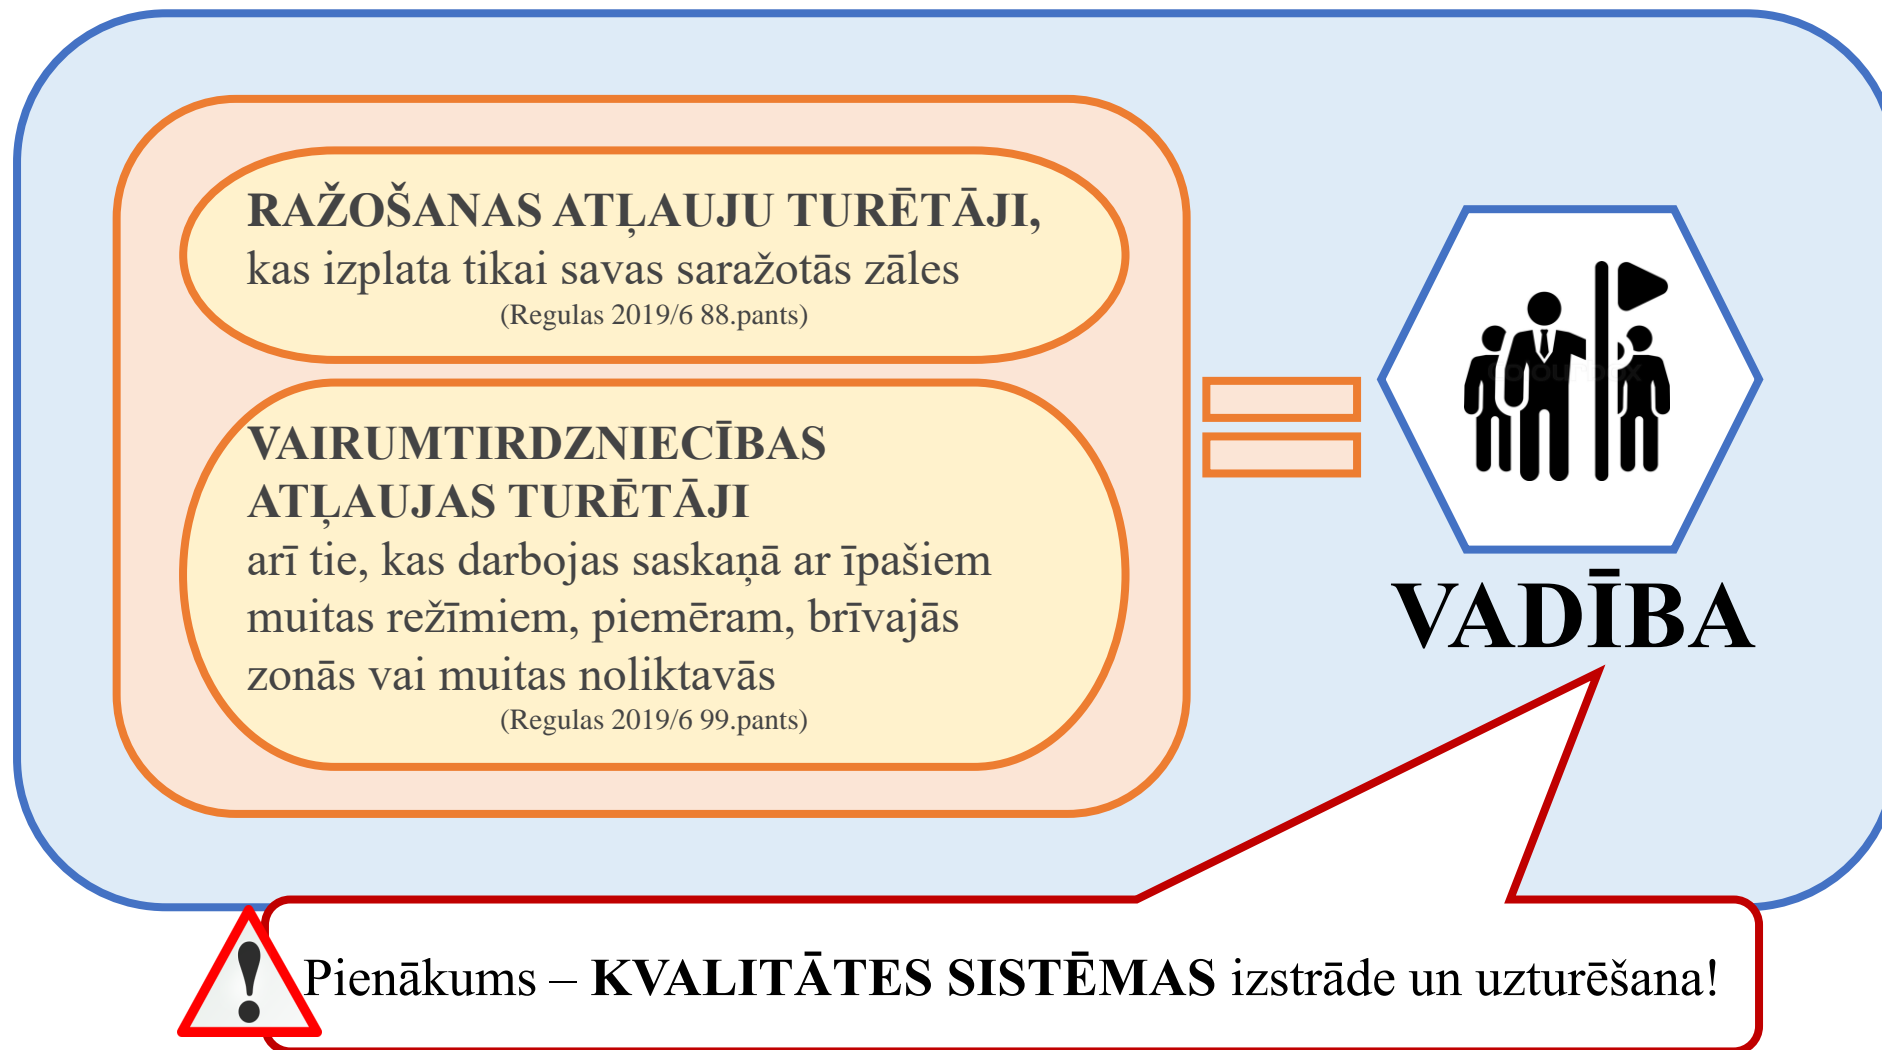 RAŽOŠANAS ATĻAUJU TURĒTĀJI,
kas izplata tikai savas saražotās zāles
(Regulas 2019/6 88.pants)
VAIRUMTIRDZNIECĪBAS
ATĻAUJAS TURĒTĀJI
arī tie, kas darbojas saskaņā ar īpašiem
muitas režīmiem, piemēram, brīvajās
zonās vai muitas noliktavās
(Regulas 2019/6 99.pants)
VADĪBA
Pienākums – KVALITĀTES SISTĒMAS izstrāde un uzturēšana!